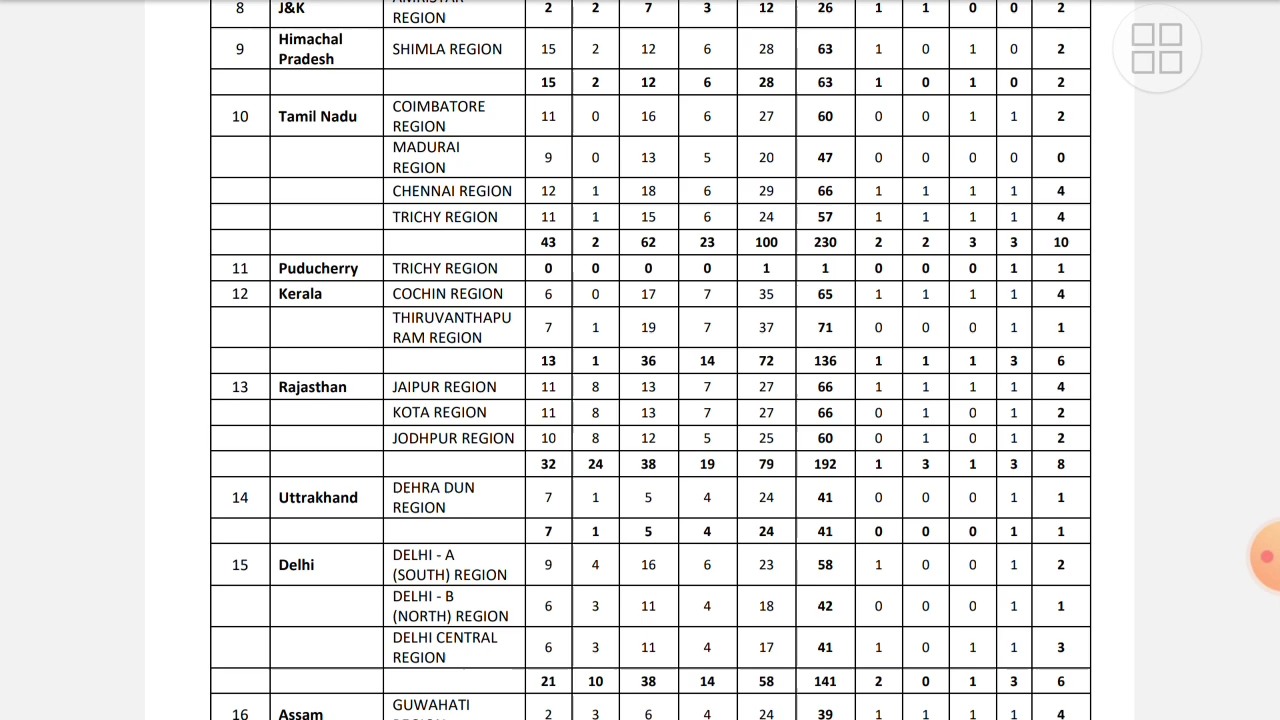 8 J&K REGION 2 2 7 3 12 26 1 1 0 0 2
9 Himachal Pradesh SHIMLA REGION 15 2 12 6 28 63 1 0 1 0 2
15 2 12 6 28 63 1 0 1 0 2
10 Tamil Nadu COIMBATORE REGION 11 0 16 6 27 60 0 0 1 1 2
MADURAI REGION 9 0 13 5 20 47 0 0 0 0 0
CHENNAI REGION 12 1 18 6 29 66 1 1 1 1 4
TRICHY REGION 11 1 15 6 24 57 1 1 1 1 4
43 2 62 23 100 230 2 2 3 3 10
11 Puducherry TRICHY REGION 0 0 0 0 1 1 0 0 0 1 1
12 Kerala COCHIN REGION 6 0 17 7 35 65 1 1 1 1 4
THIRUVANTHAPU RAM REGION 7 1 19 7 37 71 0 0 0 1 1
13 1 36 14 72 136 1 1 1 3 6
13 Rajasthan JAIPUR REGION 11 8 13 7 27 66 1 1 1 1 4
KOTA REGION 11 8 13 7 27 66 0 1 0 1 2
JODHPUR REGION 10 8 12 5 25 60 0 1 0 1 2
32 24 38 19 79 192 1 3 1 3 8
14 Uttrakhand DEHRA DUN REGION 7 1 5 4 24 41 0 0 0 1 1
7 1 5 4 24 41 0 0 0 1 1
15 Delhi DELHI - A (SOUTH) REGION 9 4 16 6 23 58 1 0 0 1 2
DELHI - B (NORTH) REGION 6 3 11 4 18 42 0 0 0 1 1
DELHI CENTRAL REGION 6 3 11 4 17 41 1 0 1 1 3
21 10 38 14 58 141 2 0 1 3 6
16 Assam GUWAHATI 2 3 6 4 24 39 1 1 1 1 4